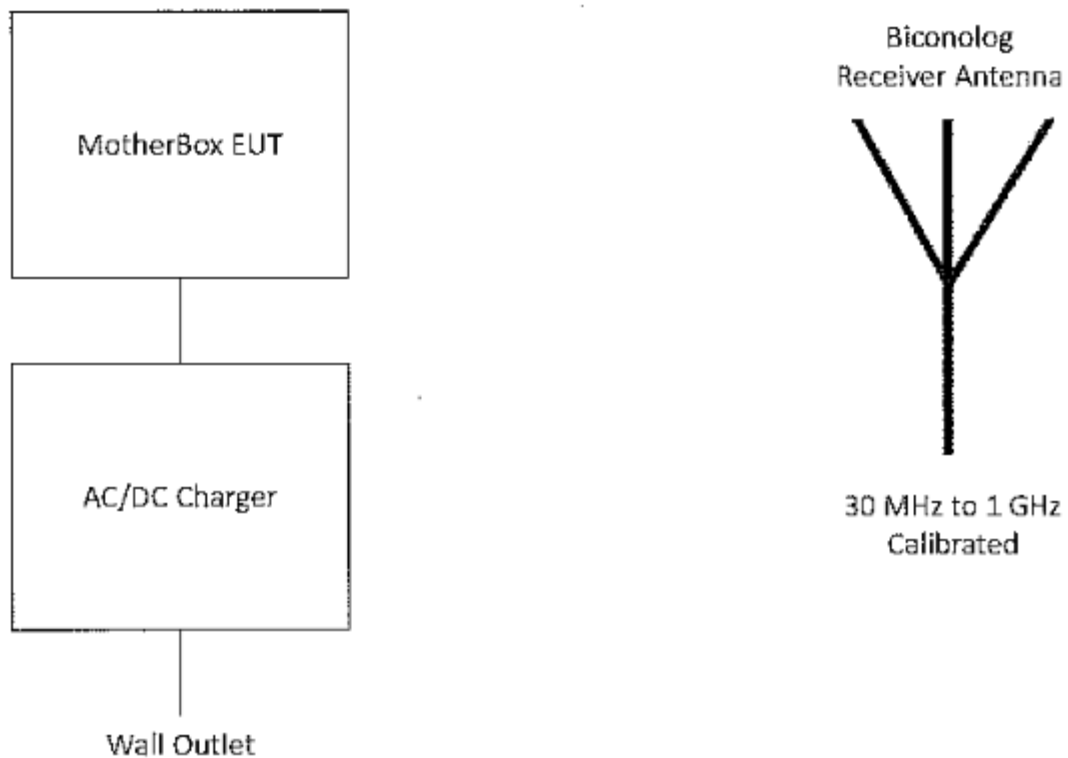 MotherBox EUT
AC/DC Charger
Wall Outlet
Biconolog
Receiver Antenna
30 MHz to 1 GHz
Calibrated